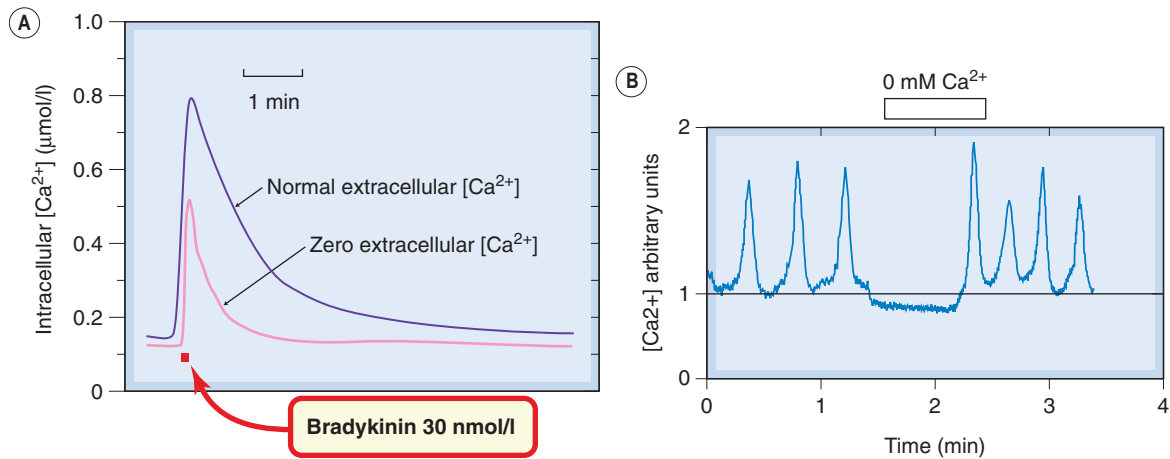 A
1.0
0.8
0.6
0.4
0.2
0
Intracellular [Ca²⁺] (μmol/l)
1 min
Normal extracellular [Ca²⁺]
Zero extracellular [Ca²⁺]
Bradykinin 30 nmol/l
B
0 mM Ca²⁺
2
1
0
[Ca2+] arbitrary units
0 1 2 3 4
Time (min)